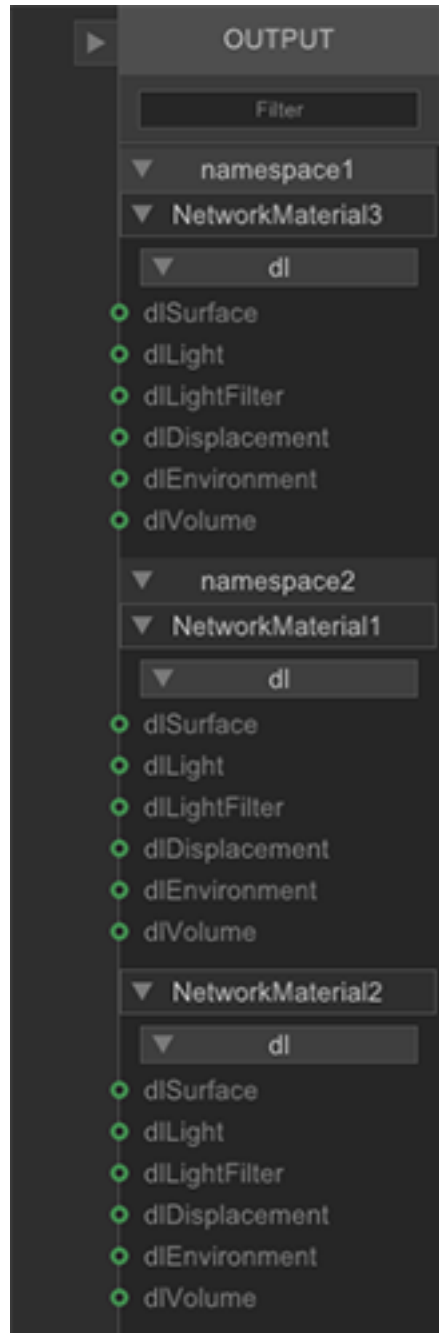 OUTPUT
Filter
namespace1
NetworkMaterial3
dl
dlSurface
dlLight
dlLightFilter
dlDisplacement
dlEnvironment
dlVolume
namespace2
NetworkMaterial1
dl
dlSurface
dlLight
dlLightFilter
dlDisplacement
dlEnvironment
dlVolume
NetworkMaterial2
dl
dlSurface
dlLight
dlLightFilter
dlDisplacement
dlEnvironment
dlVolume